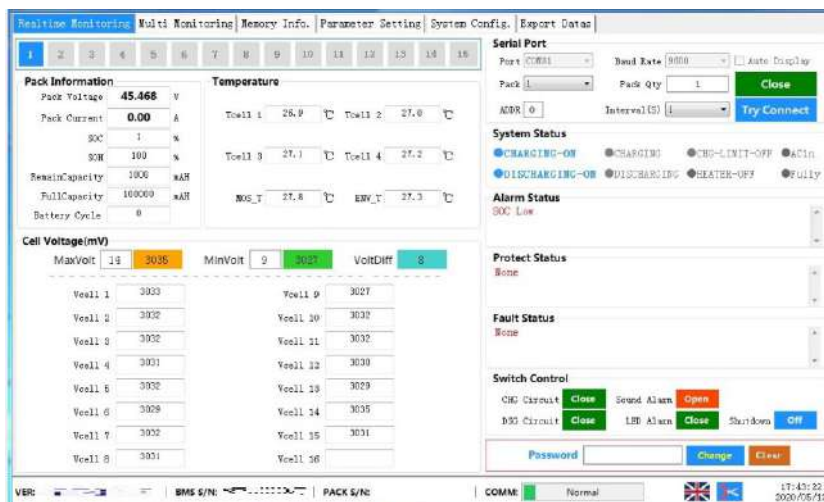 Realtime Monitoring Multi Monitoring Memory Info. Parameter Setting System Config. Export Datas
1 2 3 4 5 6 7 8 9 10 11 12 13 14 15
Pack Information
Pack Voltage 45.468 V
Pack Current 0.00 A
SOC 1 %
SOH 100 %
RemainCapacity 1000 mAH
FullCapacity 100000 mAH
Battery Cycle 0
Temperature
Tcell 1 26.9 ℃ Tcell 2 27.0 ℃
Tcell 3 27.1 ℃ Tcell 4 27.2 ℃
MOS_T 27.6 ℃ ENV_T 27.3 ℃
Cell Voltage(mV)
MaxVolt 14 3035 MinVolt 9 3027 VoltDiff 8
Vcell 1 3033 Vcell 9 3027
Vcell 2 3032 Vcell 10 3032
Vcell 3 3032 Vcell 11 3032
Vcell 4 3031 Vcell 12 3030
Vcell 5 3032 Vcell 13 3029
Vcell 6 3029 Vcell 14 3035
Vcell 7 3032 Vcell 15 3031
Vcell 8 3031 Vcell 16
Serial Port
Port COM31 Baud Rate 9600 Auto Display
Pack 1 Pack Qty 1 Close
ADDR 0 Interval(S) 1 Try Connect
System Status
CHARGING-ON CHARGING CHG-LIMIT-OFF ACin
DISCHARGING-ON DISCHARGING HEATER-OFF Fully
Alarm Status
SOC Low
Protect Status
None
Fault Status
None
Switch Control
CHG Circuit Close Sound Alarm Open
DSG Circuit Close LED Alarm Close Shutdown Off
Password Change Clear
VER: BMS S/N: PACK S/N: COMM: Normal
17:43:22